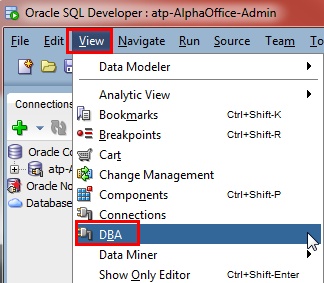 Oracle SQL Developer : atp-AlphaOffice-Admin
File Edit View Navigate Run Source Team
Data Modeler
Connections
Analytic View
Bookmarks Ctrl+Shift-K
Breakpoints Ctrl+Shift-R
Cart
Oracle Co Change Management
atp-A Components Ctrl+Shift-P
Oracle No Connections
Database DBA
Data Miner
Show Only Editor Ctrl+Shift-Enter